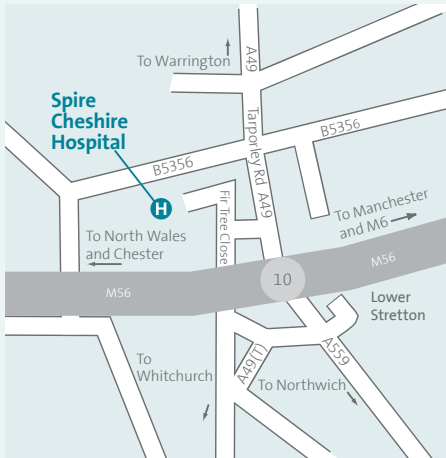 To Warrington
A49
Spire
Cheshire
Hospital
B5356
B5356
Tarporley Rd A49
H
Fir Tree Close
To Manchester
and M6
To North Wales
and Chester
M56
M56
10
Lower
Stretton
To
Whitchurch
A49(T)
To Northwich
A559